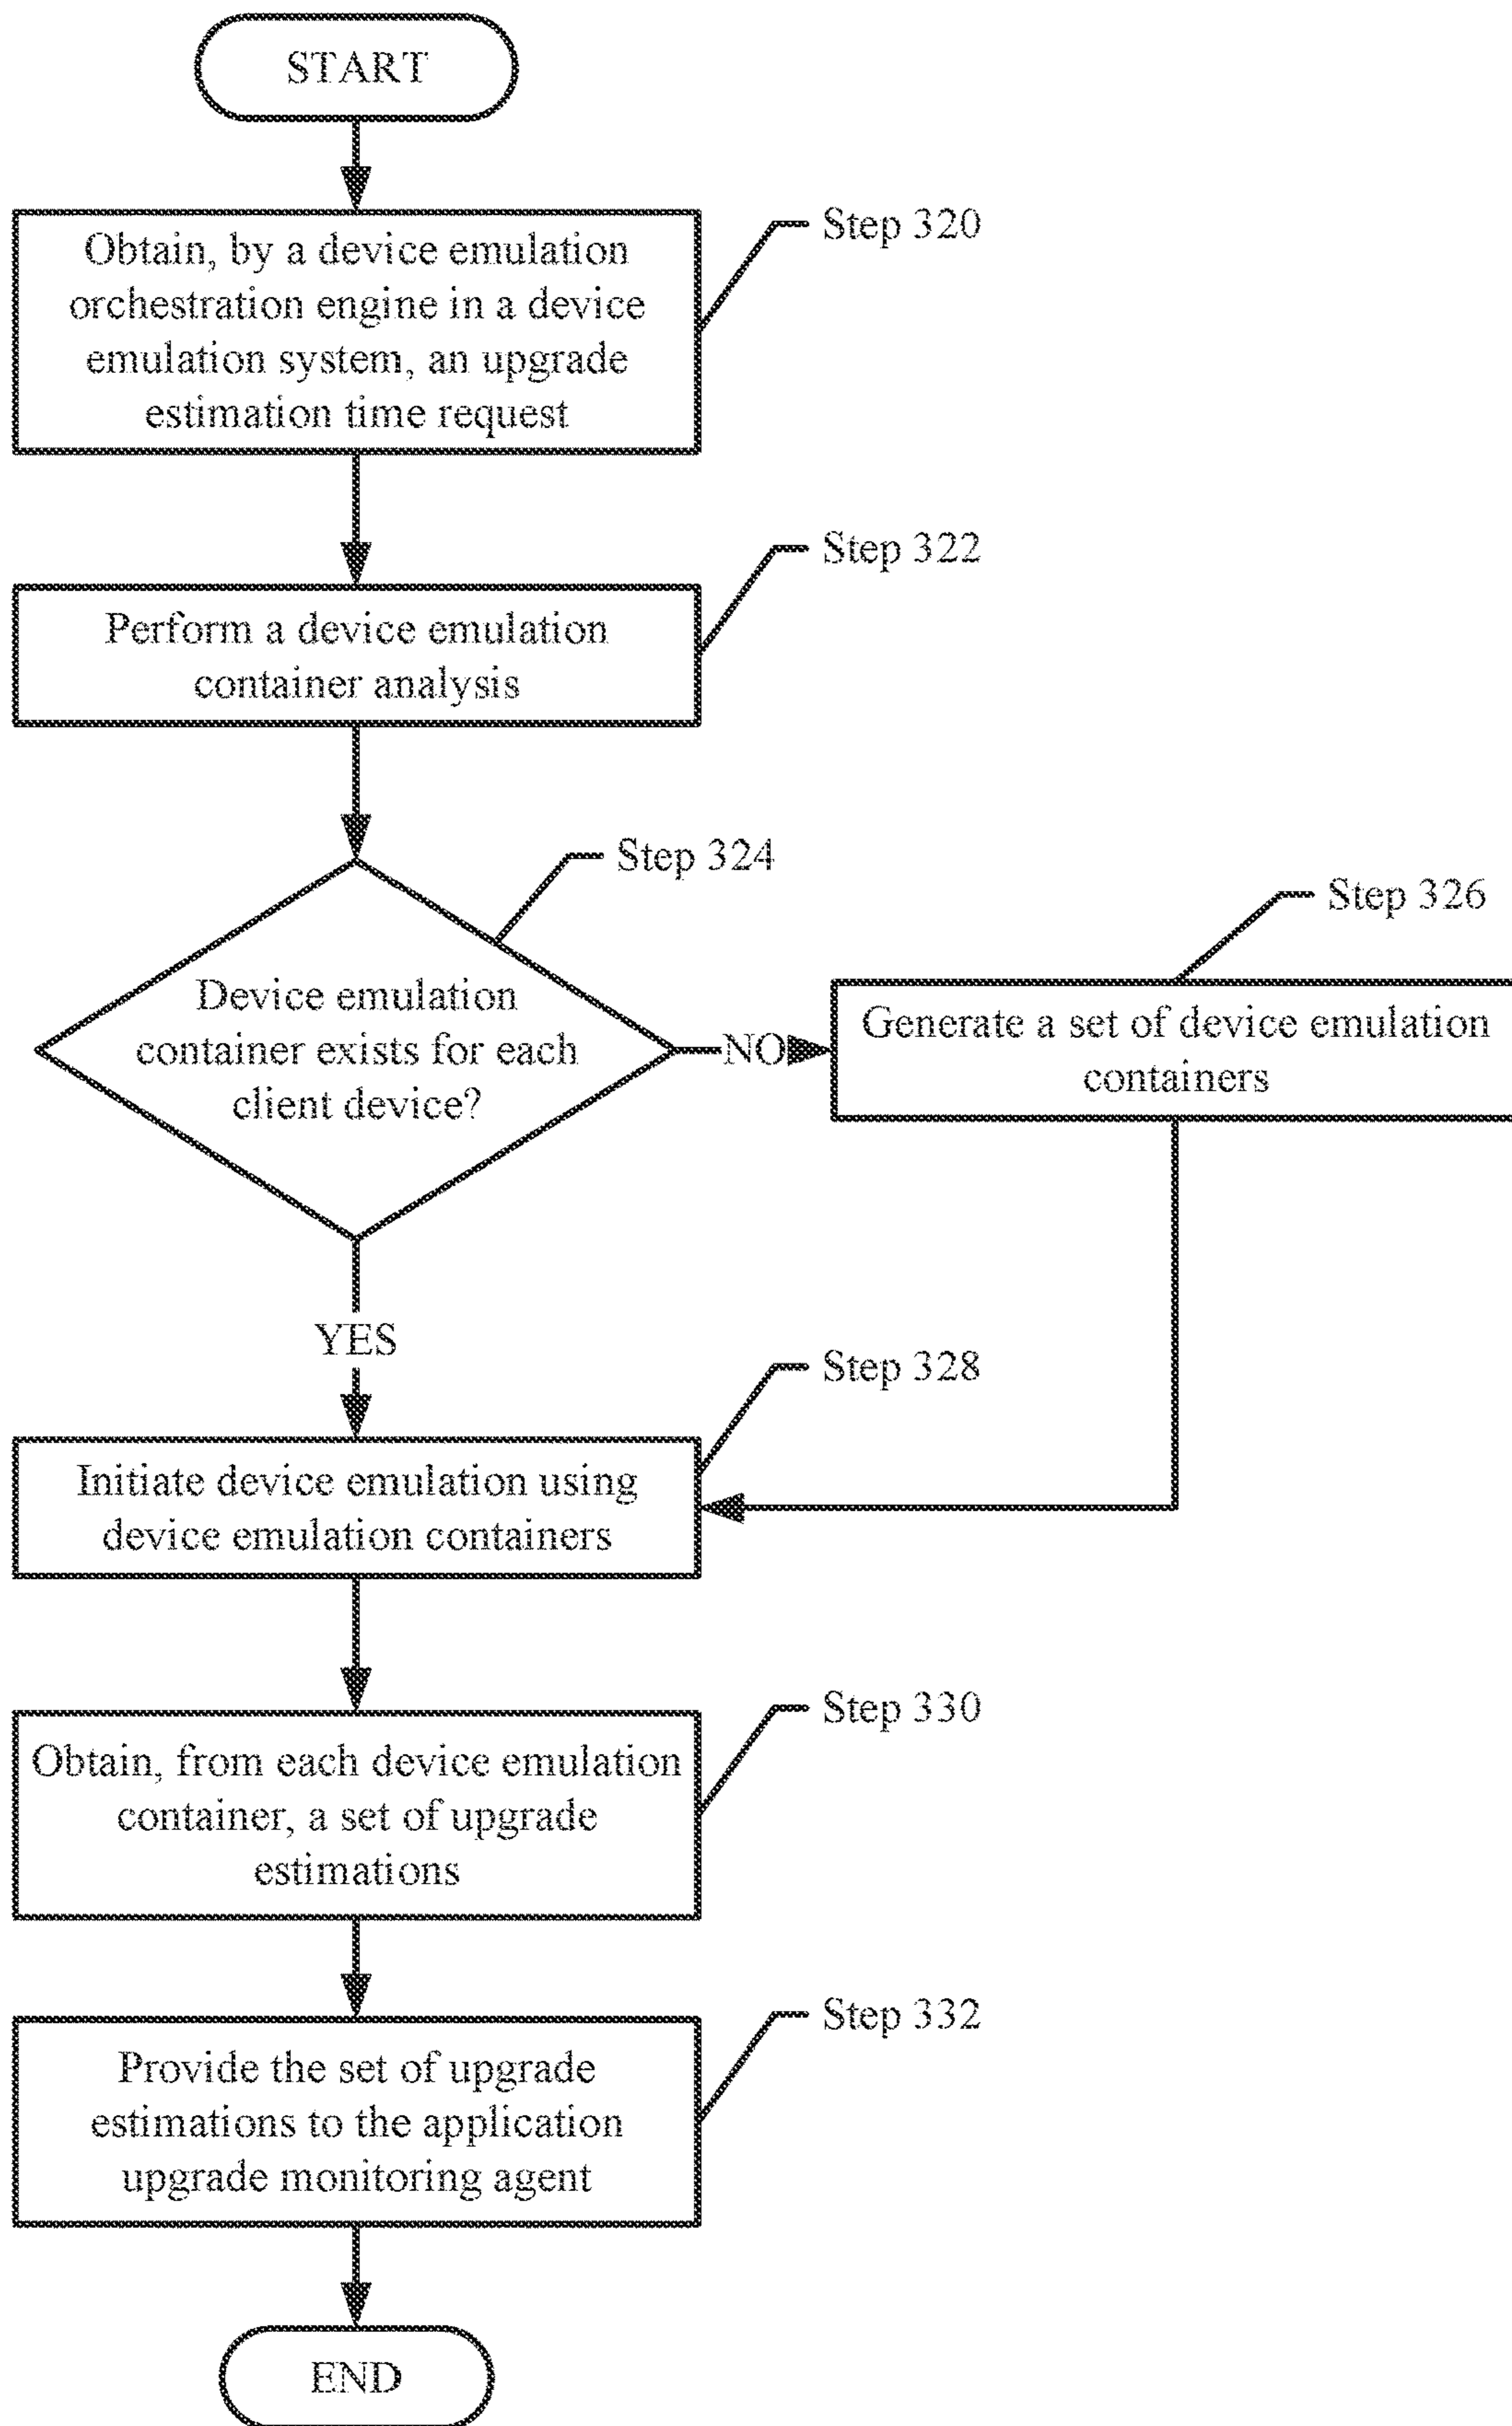 START
Step 320
Obtain, by a device emulation
orchestration engine in a device
emulation system, an upgrade
estimation time request
Step 322
Perform a device emulation
container analysis
Step 324
Step 326
Device emulation
container exists for each
client device?
NO
Generate a set of device emulation
containers
YES
Step 328
Initiate device emulation using
device emulation containers
Step 330
Obtain, from each device emulation
container, a set of upgrade
estimations
Step 332
Provide the set of upgrade
estimations to the application
upgrade monitoring agent
END